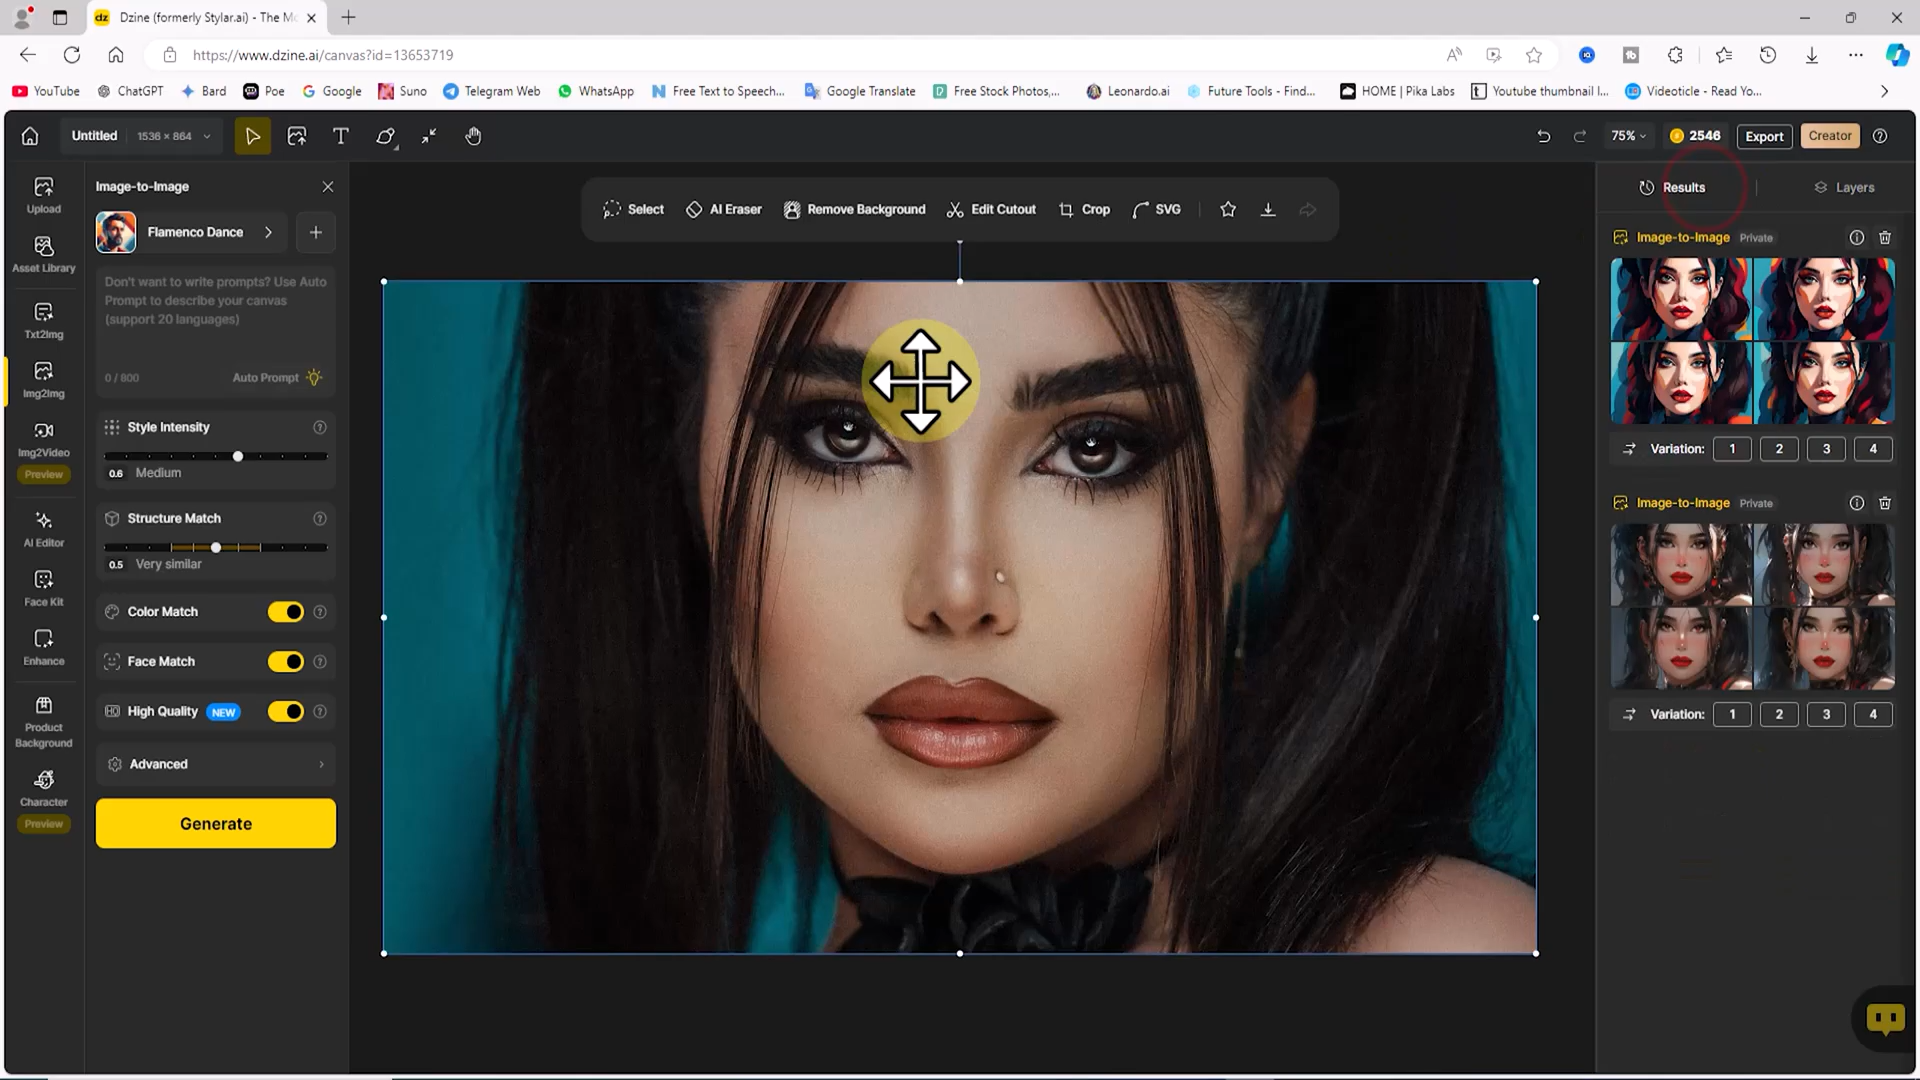 Dzine (formerly Stylar.ai) - The Mo
https://www.dzine.ai/canvas?id=13653719
YouTube
ChatGPT
Bard
Poe
Google
Suno
Telegram Web
WhatsApp
Free Text to Speech...
Google Translate
Free Stock Photos,...
Leonardo.ai
Future Tools - Find...
HOME | Pika Labs
Youtube thumbnail I...
Videoticle - Read Yo...
Untitled
1536 × 864
75%
2546
Export
Creator
Upload
Asset Library
Txt2Img
Img2Img
Img2Video
Preview
AI Editor
Face Kit
Enhance
Product
Background
Character
Preview
Image-to-Image
Flamenco Dance
Don't want to write prompts? Use Auto
Prompt to describe your canvas
(support 20 languages)
0 / 800
Auto Prompt
Style Intensity
0.6 Medium
Structure Match
0.5 Very similar
Color Match
Face Match
HQ High Quality NEW
Advanced
Generate
Select
AI Eraser
Remove Background
Edit Cutout
Crop
SVG
Results
Layers
Image-to-Image Private
Variation: 1 2 3 4
Image-to-Image Private
Variation: 1 2 3 4